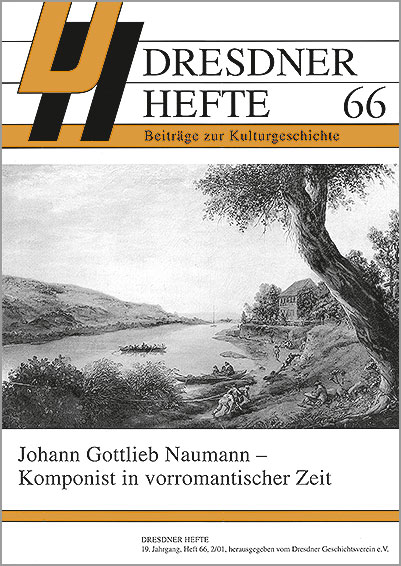 DRESDNER
HEFTE 66
Beiträge zur Kulturgeschichte
Johann Gottlieb Naumann –
Komponist in vorromantischer Zeit
DRESDNER HEFTE
19. Jahrgang, Heft 66, 2/01, herausgegeben vom Dresdner Geschichtsverein e.V.